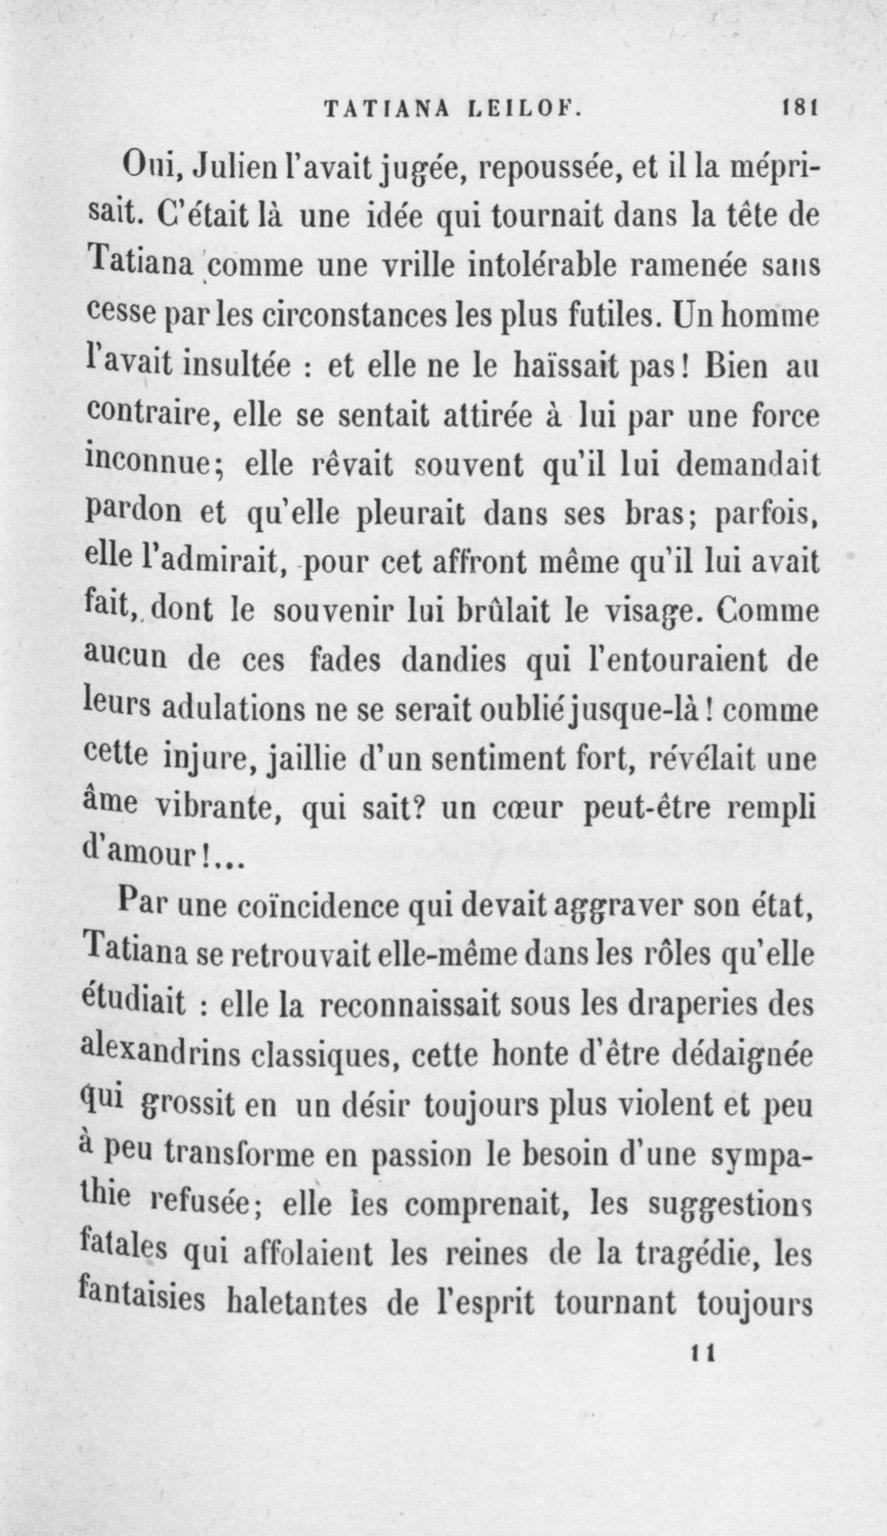 TATIANA LEILOF. 181
Oui, Julien l'avait jugée, repoussée, et il la mépri-
sait. C'était là une idée qui tournait dans la tête de
Tatiana comme une vrille intolérable ramenée sans
cesse par les circonstances les plus futiles. Un homme
l'avait insultée : et elle ne le haïssait pas! Bien au
contraire, elle se sentait attirée à lui par une force
inconnue; elle rêvait souvent qu'il lui demandait
pardon et qu'elle pleurait dans ses bras; parfois,
elle l'admirait, pour cet affront même qu'il lui avait
fait, dont le souvenir lui brûlait le visage. Comme
aucun de ces fades dandies qui l'entouraient de
leurs adulations ne se serait oublié jusque-là! comme
cette injure, jaillie d'un sentiment fort, révélait une
âme vibrante, qui sait? un cœur peut-être rempli
d'amour!...
Par une coïncidence qui devait aggraver son état,
Tatiana se retrouvait elle-même dans les rôles qu'elle
étudiait : elle la reconnaissait sous les draperies des
alexandrins classiques, cette honte d'être dédaignée
qui grossit en un désir toujours plus violent et peu
à peu transforme en passion le besoin d'une sympa-
thie refusée; elle les comprenait, les suggestions
fatales qui affolaient les reines de la tragédie, les
fantaisies haletantes de l'esprit tournant toujours
11